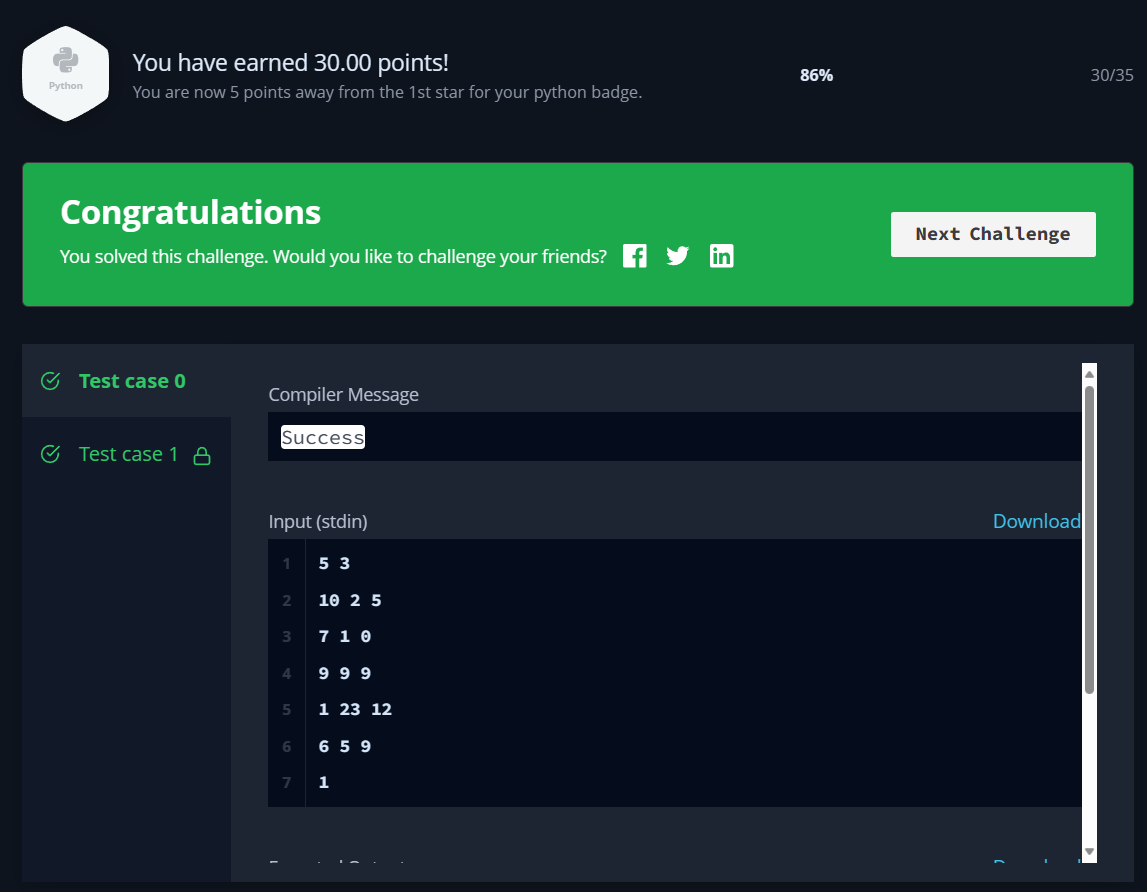 Python
You have earned 30.00 points!
You are now 5 points away from the 1st star for your python badge.
86%
30/35
Congratulations
You solved this challenge. Would you like to challenge your friends?
Next Challenge
Test case 0
Test case 1
Compiler Message
Success
Input (stdin)
Download
1 5 3
2 10 2 5
3 7 1 0
4 9 9 9
5 1 23 12
6 6 5 9
7 1